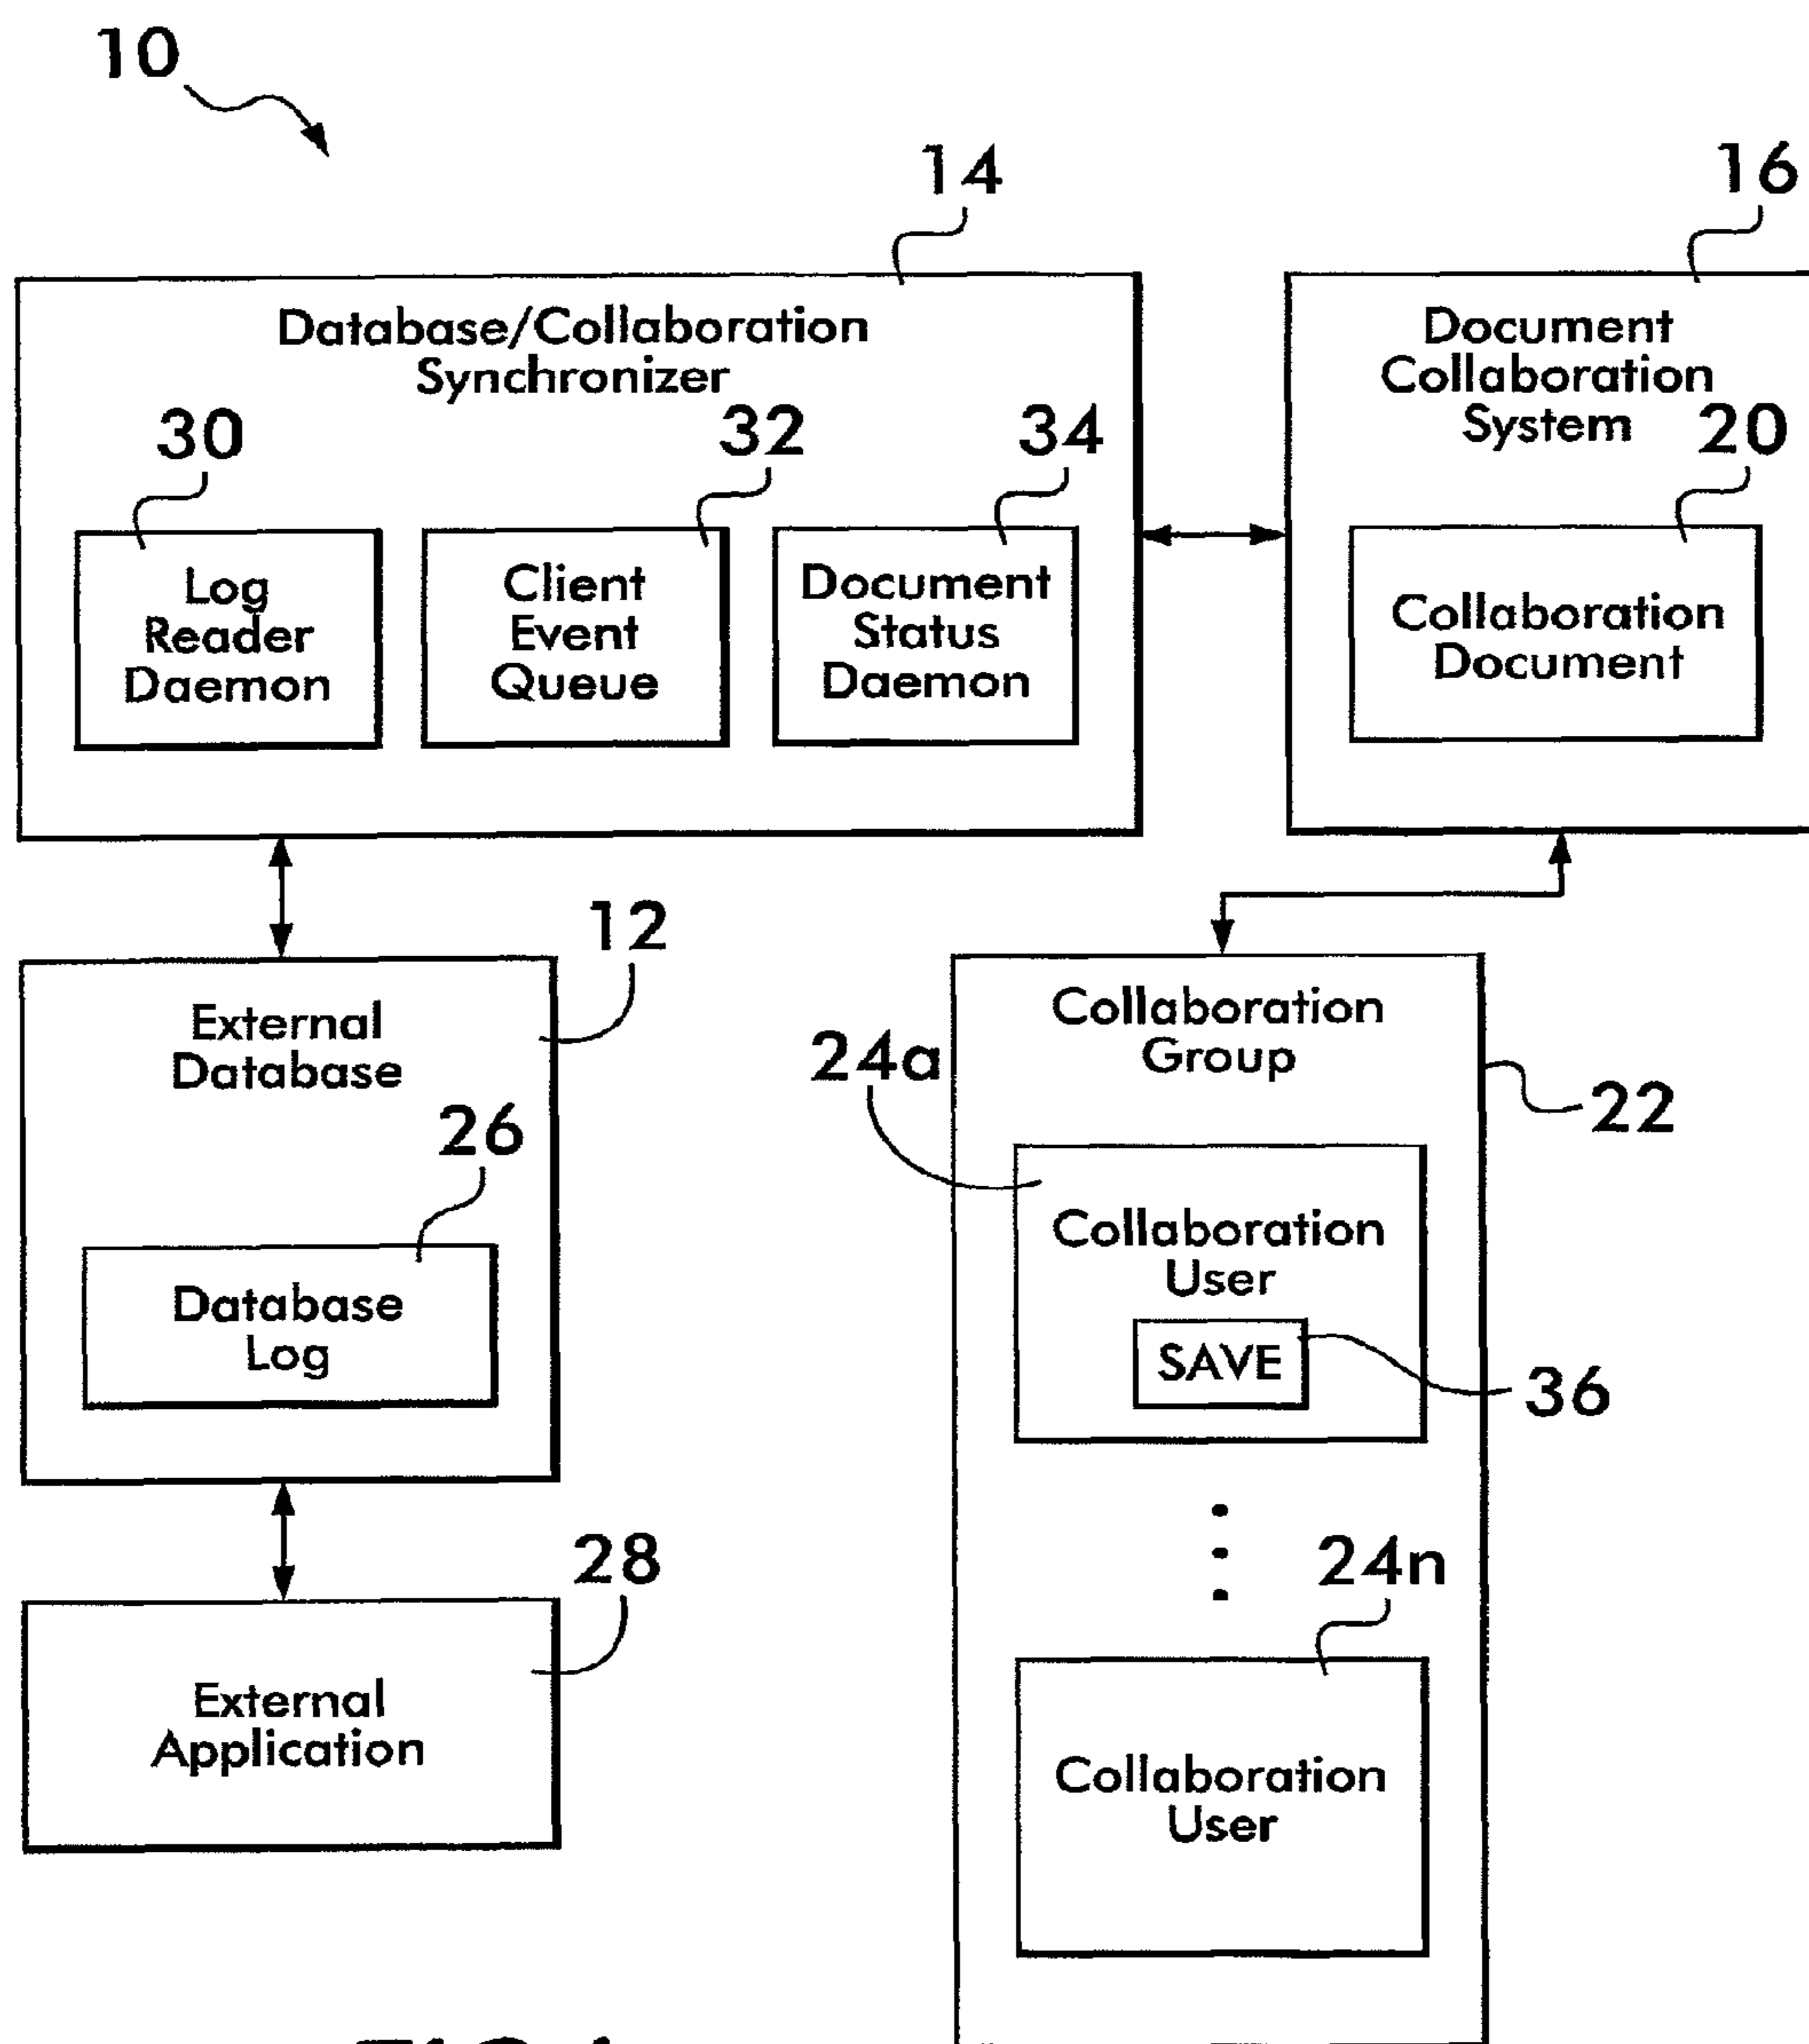 10
14
16
Database/Collaboration
Synchronizer
30
32
34
Log
Reader
Daemon
Client
Event
Queue
Document
Status
Daemon
Document
Collaboration
System
20
Collaboration
Document
12
External
Database
26
Database
Log
28
External
Application
Collaboration
Group
22
24a
Collaboration
User
SAVE
36
24n
Collaboration
User